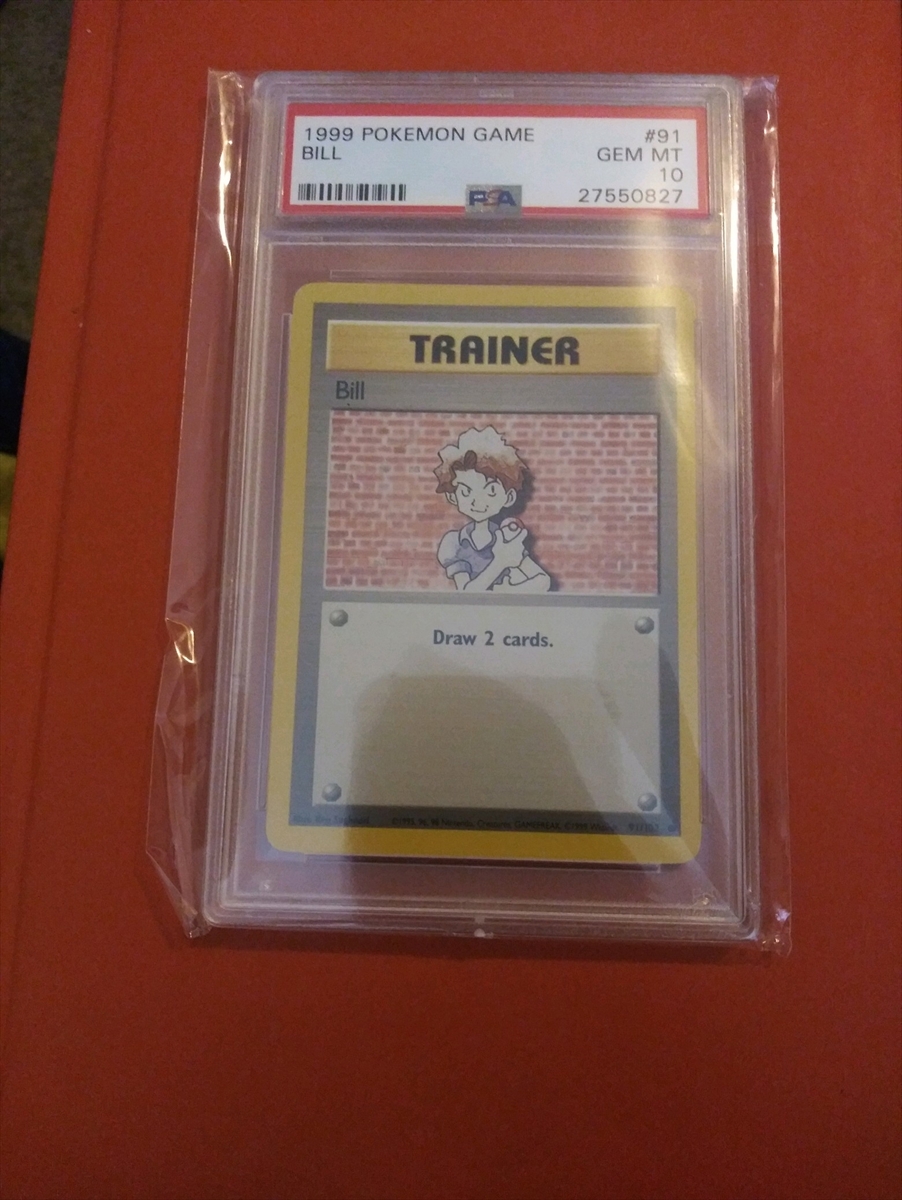 1999 POKEMON GAME #91
BILL GEM MT
10
PSA 27550827
TRAINER
Bill
Draw 2 cards.